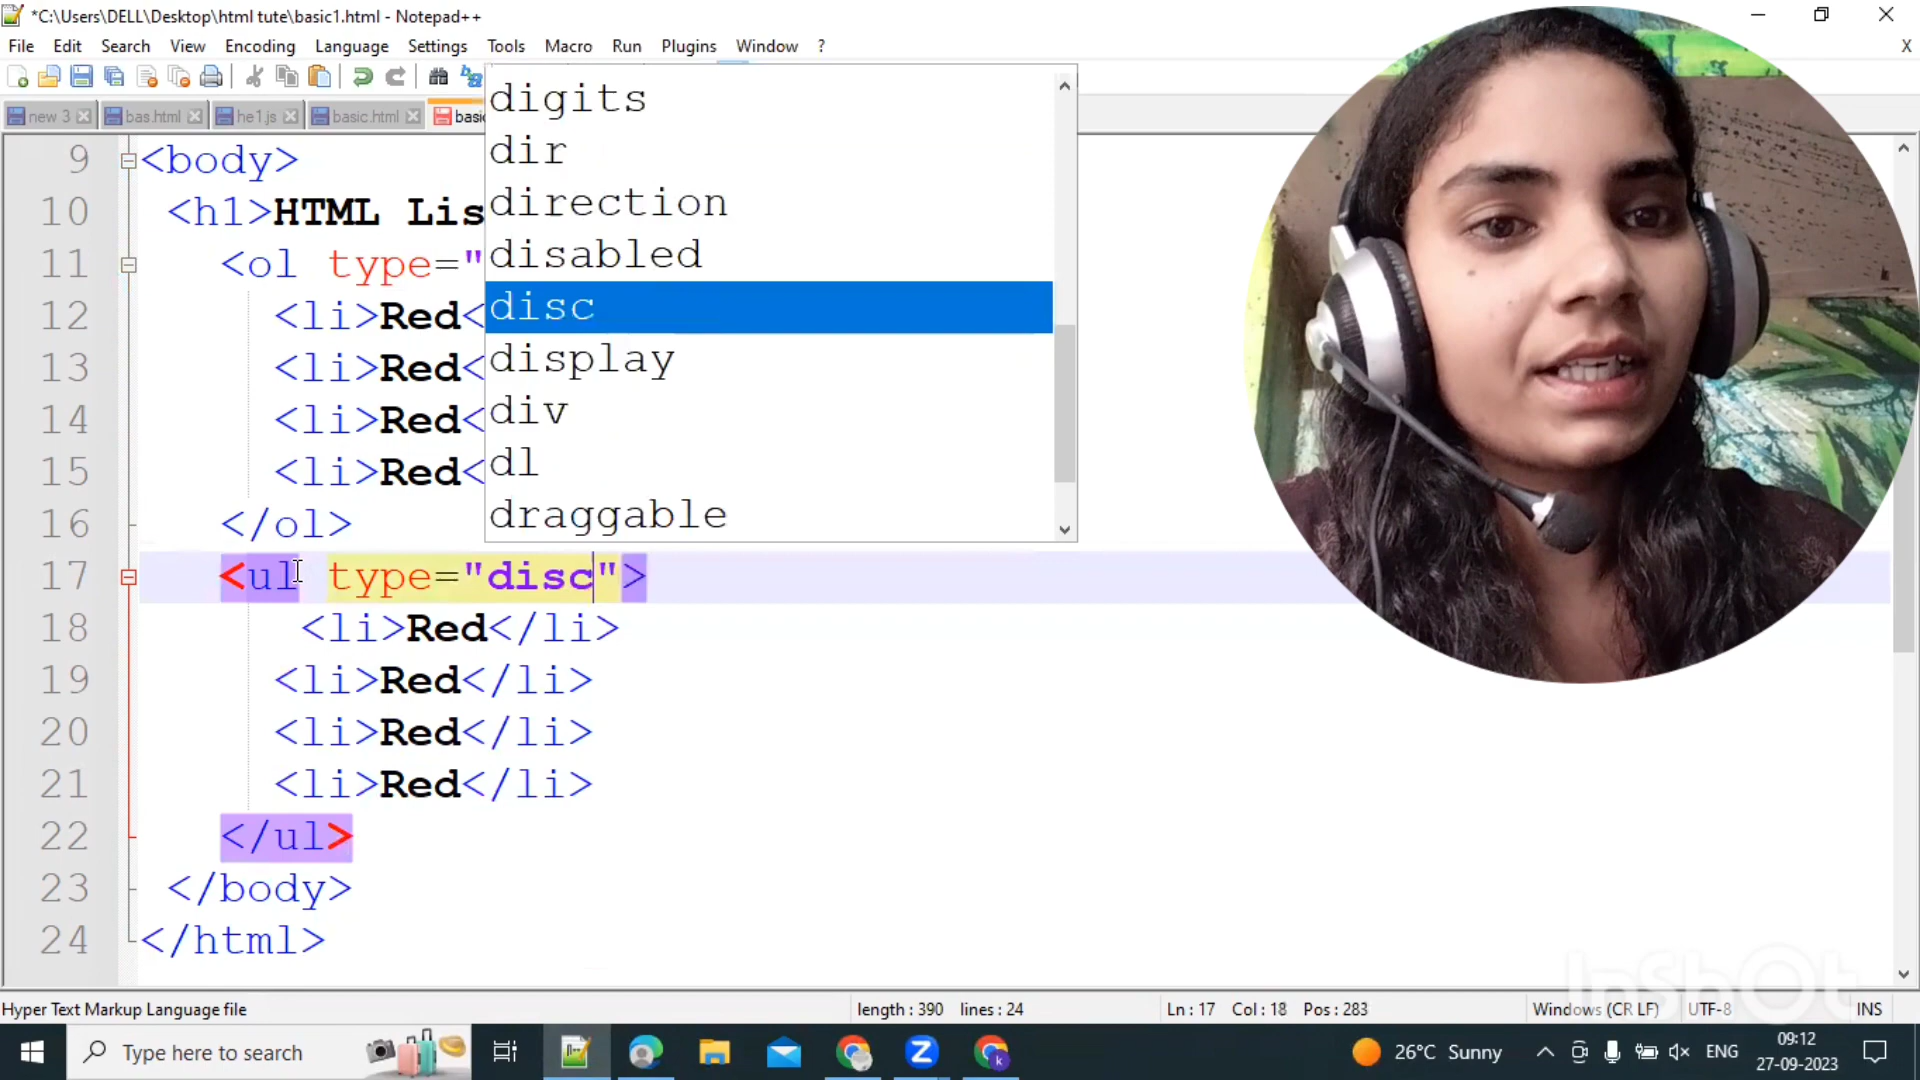 *C:\Users\DELL\Desktop\html tute\basic1.html - Notepad++
File Edit Search View Encoding Language Settings Tools Macro Run Plugins Window ? X
new 3 bas.html he1.js basic.html basi
digits
dir
direction
disabled
disc
display
div
dl
draggable
9 <body>
10 <h1>HTML Lis
11 <ol type="
12 <li>Red<
13 <li>Red<
14 <li>Red<
15 <li>Red<
16 </ol>
17 <ul type="disc">
18 <li>Red</li>
19 <li>Red</li>
20 <li>Red</li>
21 <li>Red</li>
22 </ul>
23 </body>
24 </html>
InShOt
Hyper Text Markup Language file length : 390 lines : 24 Ln : 17 Col : 18 Pos : 283 Windows (CR LF) UTF-8 INS
Type here to search 26°C Sunny ENG 09:12
27-09-2023